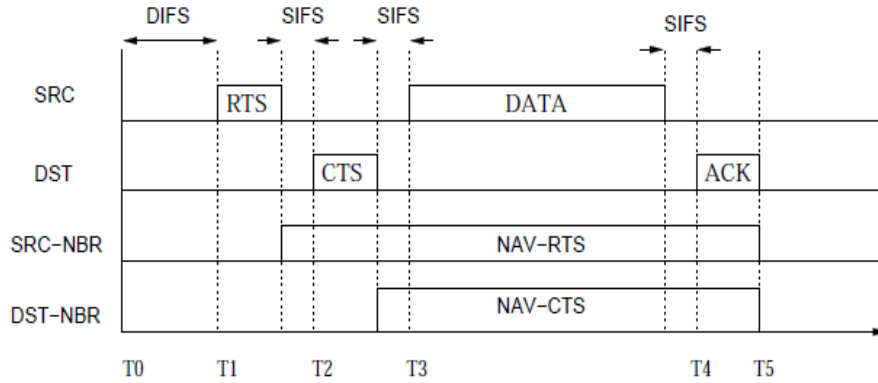 DIFS SIFS SIFS SIFS
SRC RTS DATA
DST CTS ACK
SRC-NBR NAV-RTS
DST-NBR NAV-CTS
T0 T1 T2 T3 T4 T5